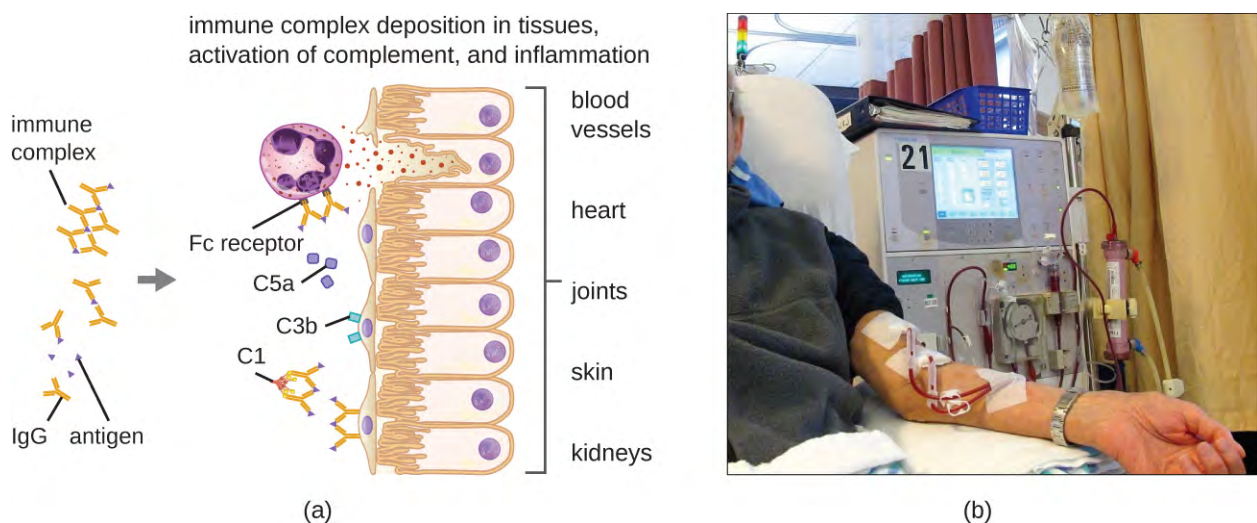 immune complex deposition in tissues,
activation of complement, and inflammation
immune
complex
Fc receptor
C5a
C3b
C1
IgG
antigen
blood
vessels
heart
joints
skin
kidneys
(a)
21
(b)